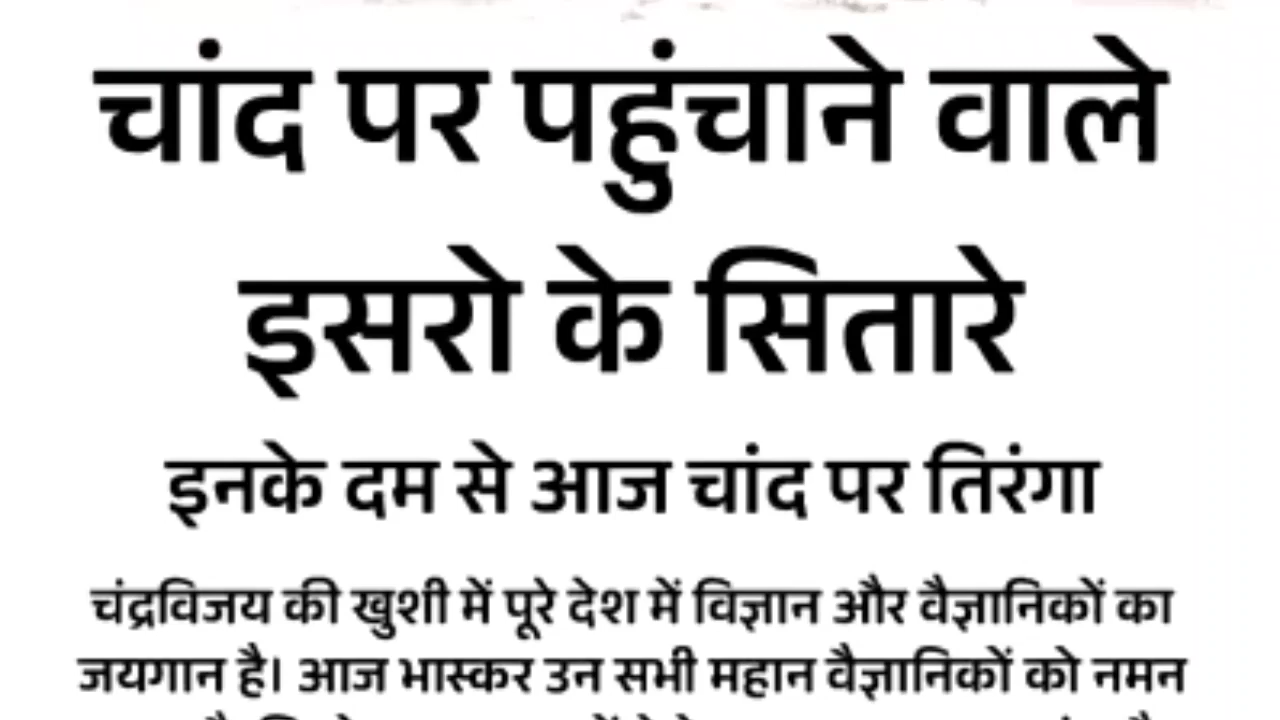 चांद पर पहुंचाने वाले
इसरो के सितारे
इनके दम से आज चांद पर तिरंगा
चंद्रविजय की खुशी में पूरे देश में विज्ञान और वैज्ञानिकों का
जयगान है। आज भास्कर उन सभी महान वैज्ञानिकों को नमन